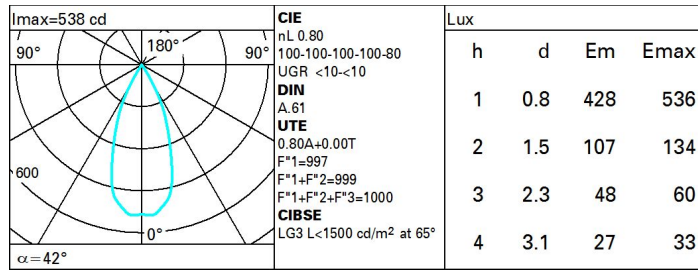 Imax=538 cd
90°
180°
90°
600
0°
α=42°
CIE
nL 0.80
100-100-100-100-80
UGR <10-<10
DIN
A.61
UTE
0.80A+0.00T
F"1=997
F"1+F"2=999
F"1+F"2+F"3=1000
CIBSE
LG3 L<1500 cd/m² at 65°
Lux
h d Em Emax
1 0.8 428 536
2 1.5 107 134
3 2.3 48 60
4 3.1 27 33